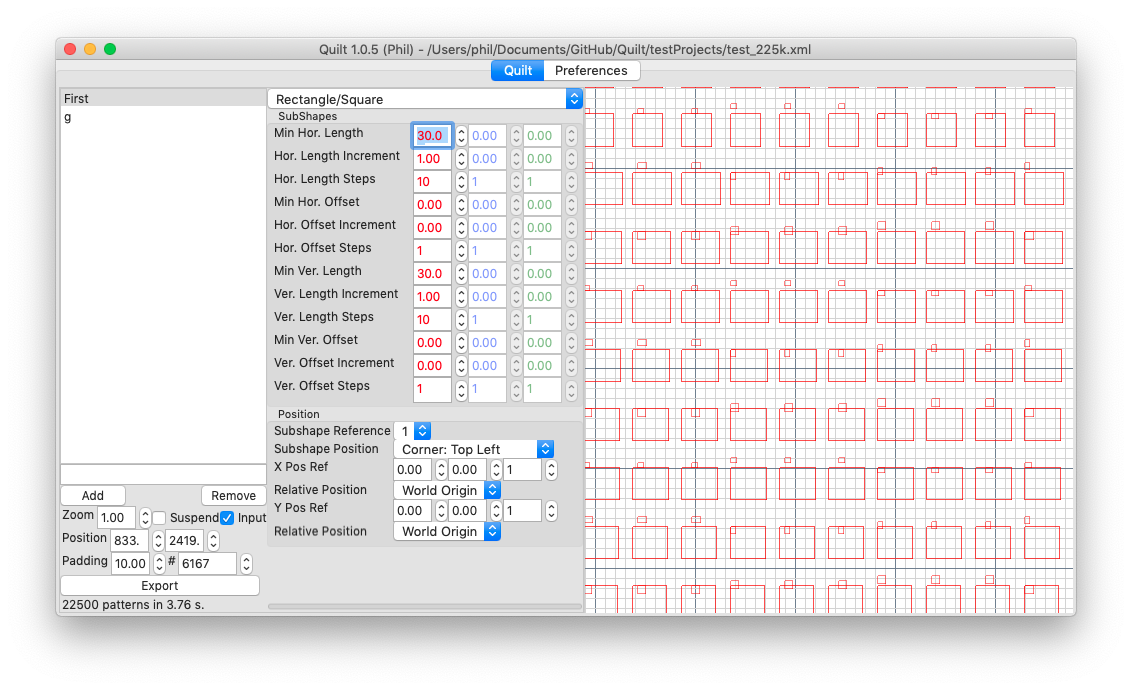 Quilt 1.0.5 (Phil) - /Users/phil/Documents/GitHub/Quilt/testProjects/test_225k.xml
Quilt Preferences
First
g
Add Remove
Zoom 1.00 Suspend Input
Position 833. 2419.
Padding 10.00 # 6167
Export
22500 patterns in 3.76 s.
Rectangle/Square
SubShapes
Min Hor. Length 30.0 0.00 0.00
Hor. Length Increment 1.00 0.00 0.00
Hor. Length Steps 10 1 1
Min Hor. Offset 0.00 0.00 0.00
Hor. Offset Increment 0.00 0.00 0.00
Hor. Offset Steps 1 1 1
Min Ver. Length 30.0 0.00 0.00
Ver. Length Increment 1.00 0.00 0.00
Ver. Length Steps 10 1 1
Min Ver. Offset 0.00 0.00 0.00
Ver. Offset Increment 0.00 0.00 0.00
Ver. Offset Steps 1 1 1
Position
Subshape Reference 1
Subshape Position Corner: Top Left
X Pos Ref 0.00 0.00 1
Relative Position World Origin
Y Pos Ref 0.00 0.00 1
Relative Position World Origin